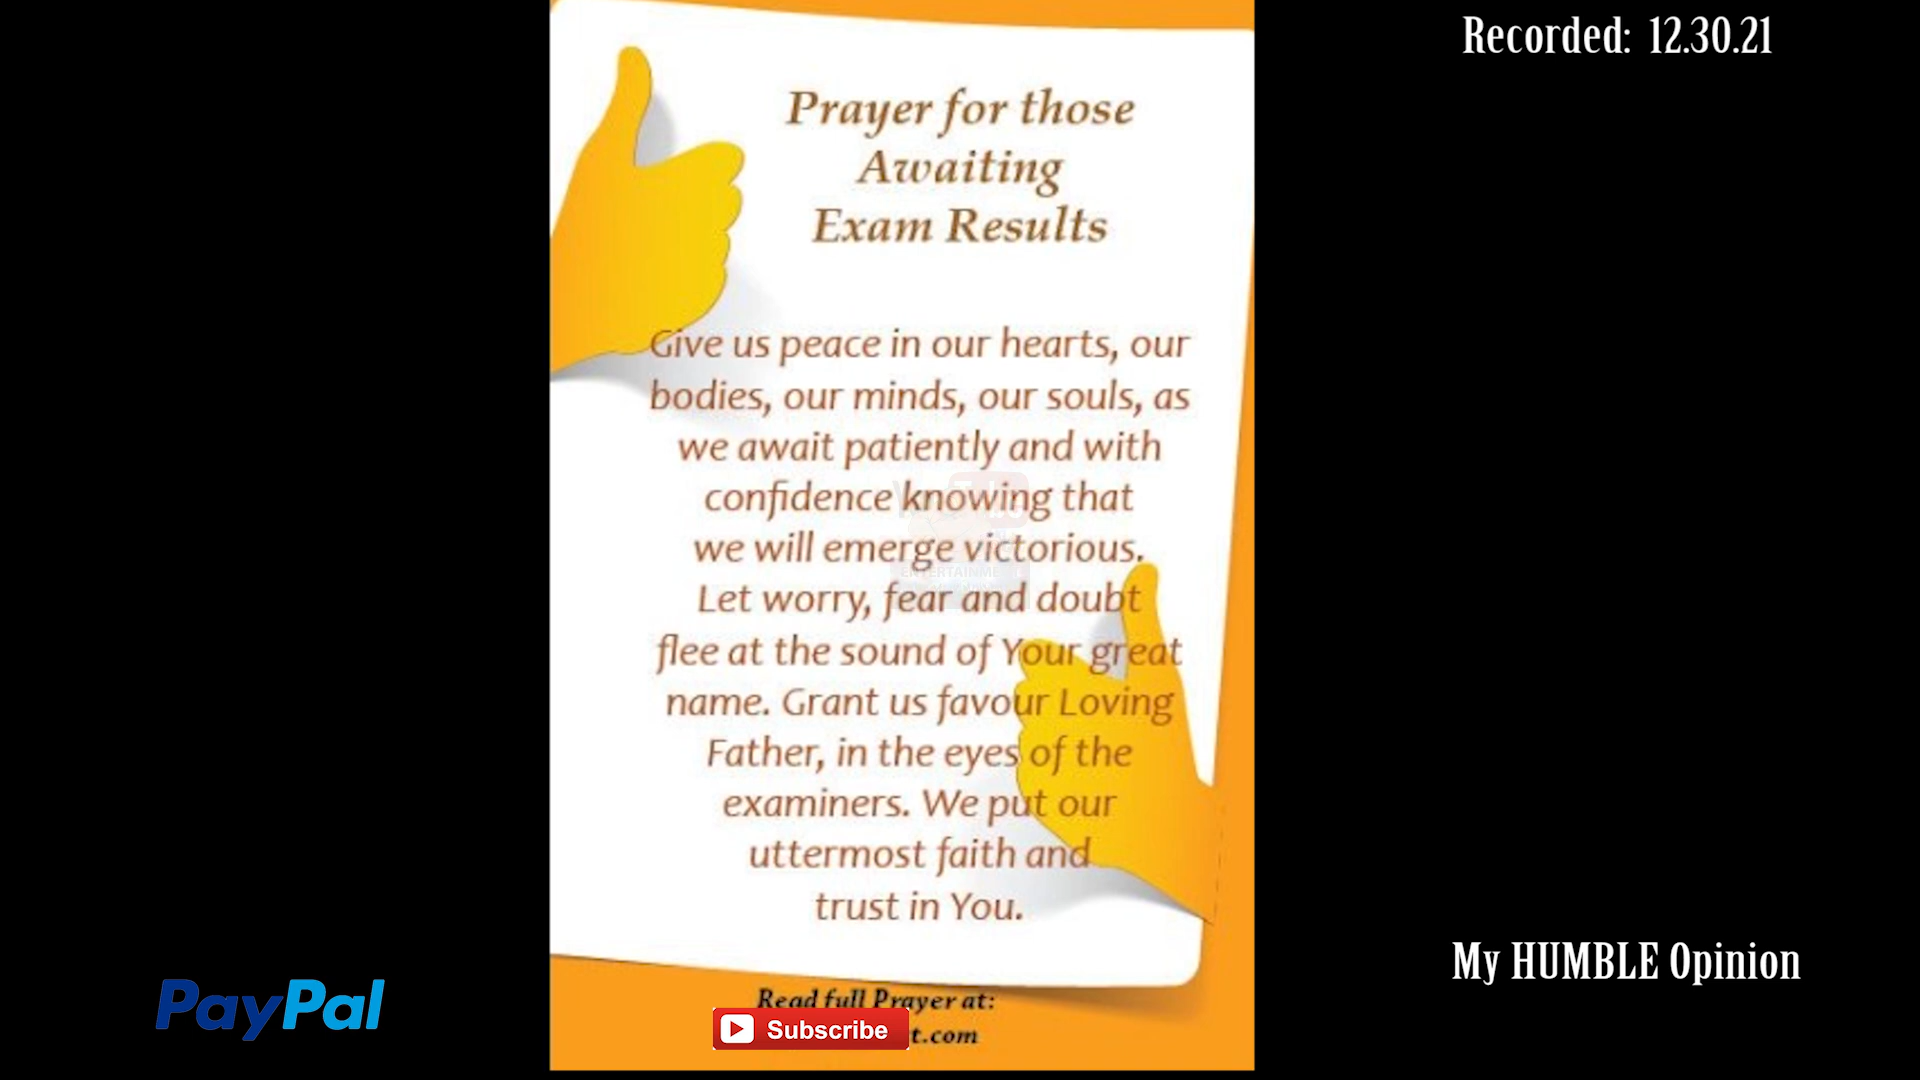 Recorded: 12.30.21
Prayer for those
Awaiting
Exam Results
Give us peace in our hearts, our
bodies, our minds, our souls, as
we await patiently and with
confidence knowing that
we will emerge victorious.
Let worry, fear and doubt
flee at the sound of Your great
name. Grant us favour Loving
Father, in the eyes of the
examiners. We put our
uttermost faith and
trust in You.
My HUMBLE Opinion
PayPal
Read full Prayer at:
Subscribe
t.com